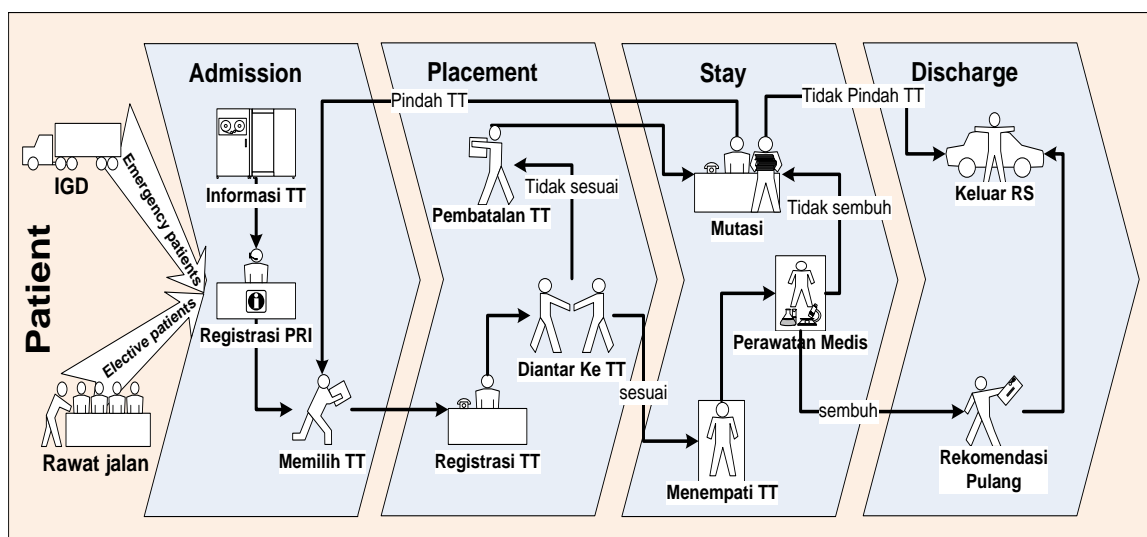 Patient
IGD
Emergency patients
Elective patients
Rawat jalan
Admission
Informasi TT
Registrasi PRI
Memilih TT
Placement
Pindah TT
Pembatalan TT
Tidak sesuai
Diantar Ke TT
Registrasi TT
sesuai
Stay
Mutasi
Tidak sembuh
Perawatan Medis
sembuh
Menempati TT
Discharge
Tidak Pindah TT
Keluar RS
Rekomendasi
Pulang